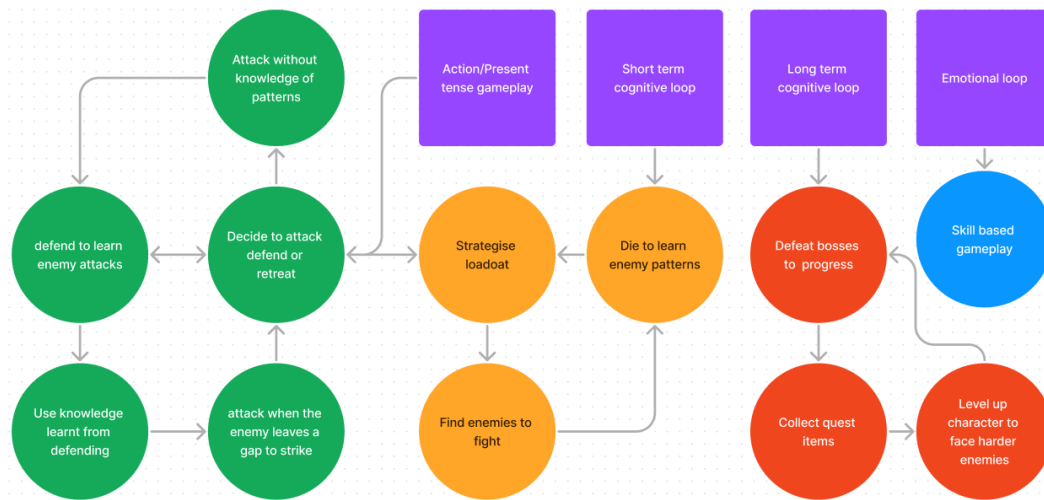 Attack without
knowledge of
patterns
Action/Present
tense gameplay
Short term
cognitive loop
Long term
cognitive loop
Emotional loop
defend to learn
enemy attacks
Decide to attack
defend or
retreat
Strategise
loadoat
Die to learn
enemy patterns
Defeat bosses
to progress
Skill based
gameplay
Use knowledge
learnt from
defending
attack when the
enemy leaves a
gap to strike
Find enemies to
fight
Collect quest
items
Level up
character to
face harder
enemies